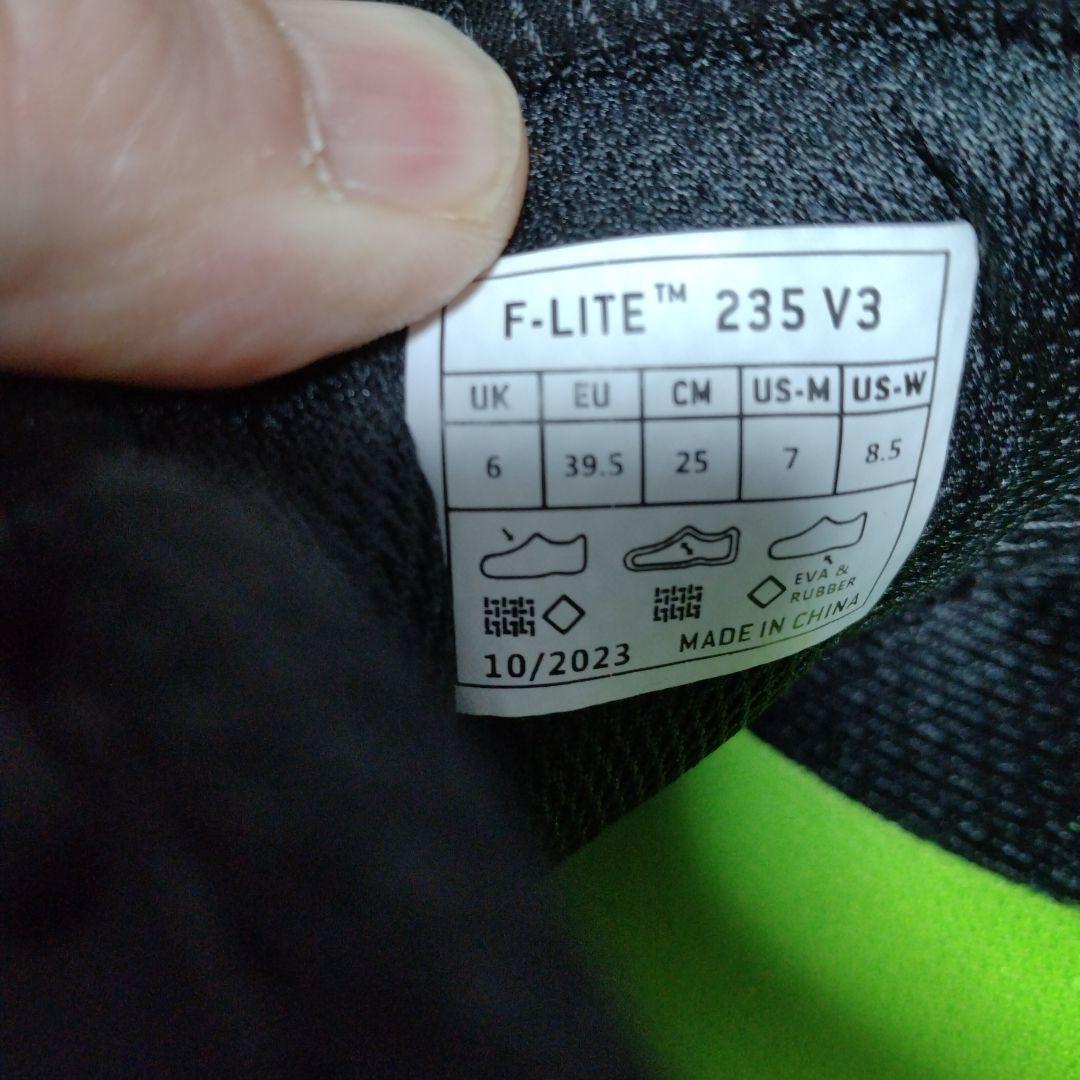 F-LITE™ 235 V3
UK EU CM US-M US-W
6 39.5 25 7 8.5
EVA &
RUBBER
10/2023 MADE IN CHINA